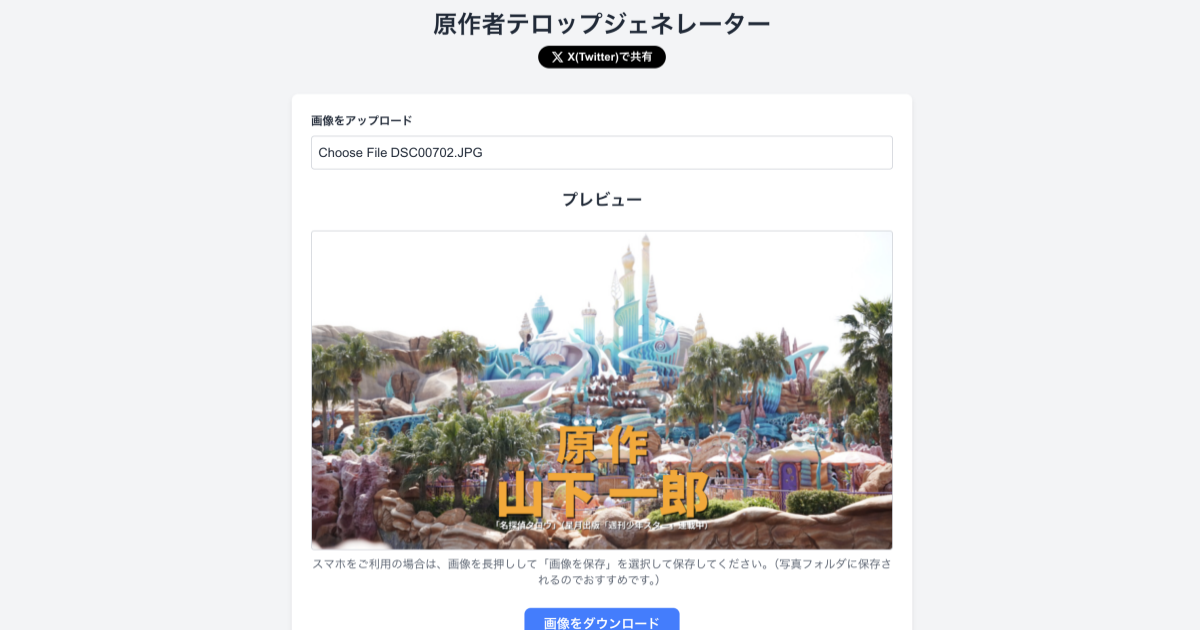 原作者テロップジェネレーター
X(Twitter)で共有
画像をアップロード
Choose File DSC00702.JPG
プレビュー
原作
山下一郎
「名探偵クロウ」（星月出版「週刊少年スター」連載中）
スマホをご利用の場合は、画像を長押しして「画像を保存」を選択して保存してください。（写真フォルダに保存さ
れるのでおすすめです。）
画像をダウンロード